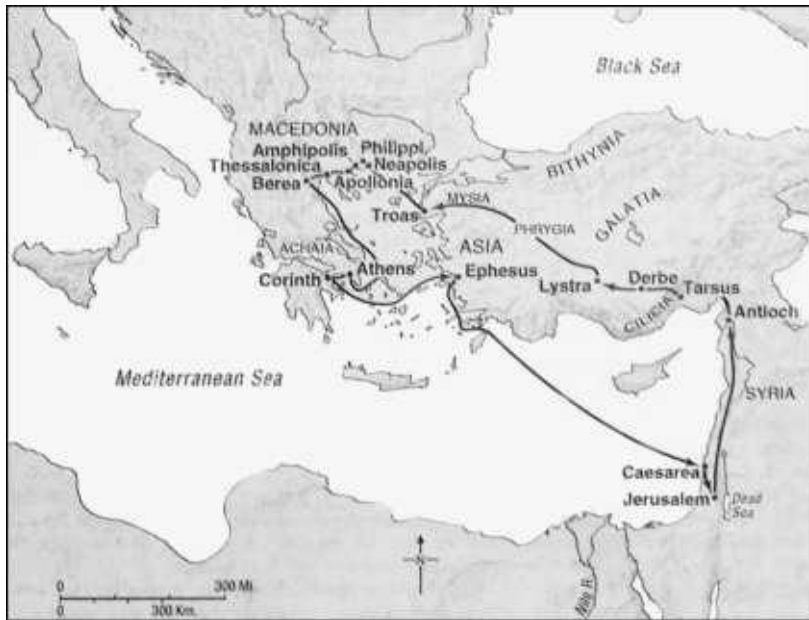 Black Sea
MACEDONIA
Amphipolis
Philippi
Thessalonica
Neapolis
Berea
Apollonia
BITHYNIA
MYSIA
GALATIA
Troas
PHRYGIA
ACHAIA
ASIA
Athens
Corinth
Ephesus
Lystra
Derbe
Tarsus
CILICIA
Antioch
Mediterranean Sea
SYRIA
Caesarea
Jerusalem
Dead
Sea
N
0 300 Mi.
0 300 Km.
Nile R.